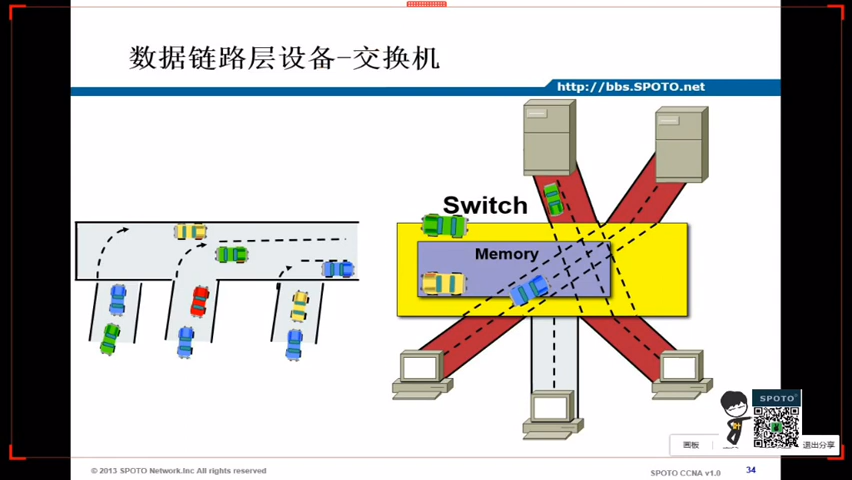 数据链路层设备-交换机
http://bbs.SPOTO.net
Switch
Memory
SPOTO
画板
退出分享
© 2013 SPOTO Network.Inc All rights reserved
SPOTO CCNA v1.0
34